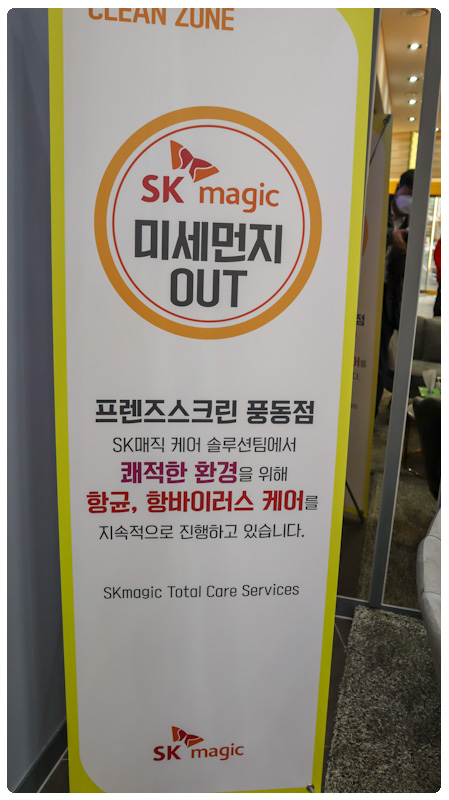 CLEAN ZONE
SK magic
미세먼지
OUT
프렌즈스크린 풍동점
SK매직 케어 솔루션팀에서
쾌적한 환경을 위해
항균, 항바이러스 케어를
지속적으로 진행하고 있습니다.
SKmagic Total Care Services
SK magic